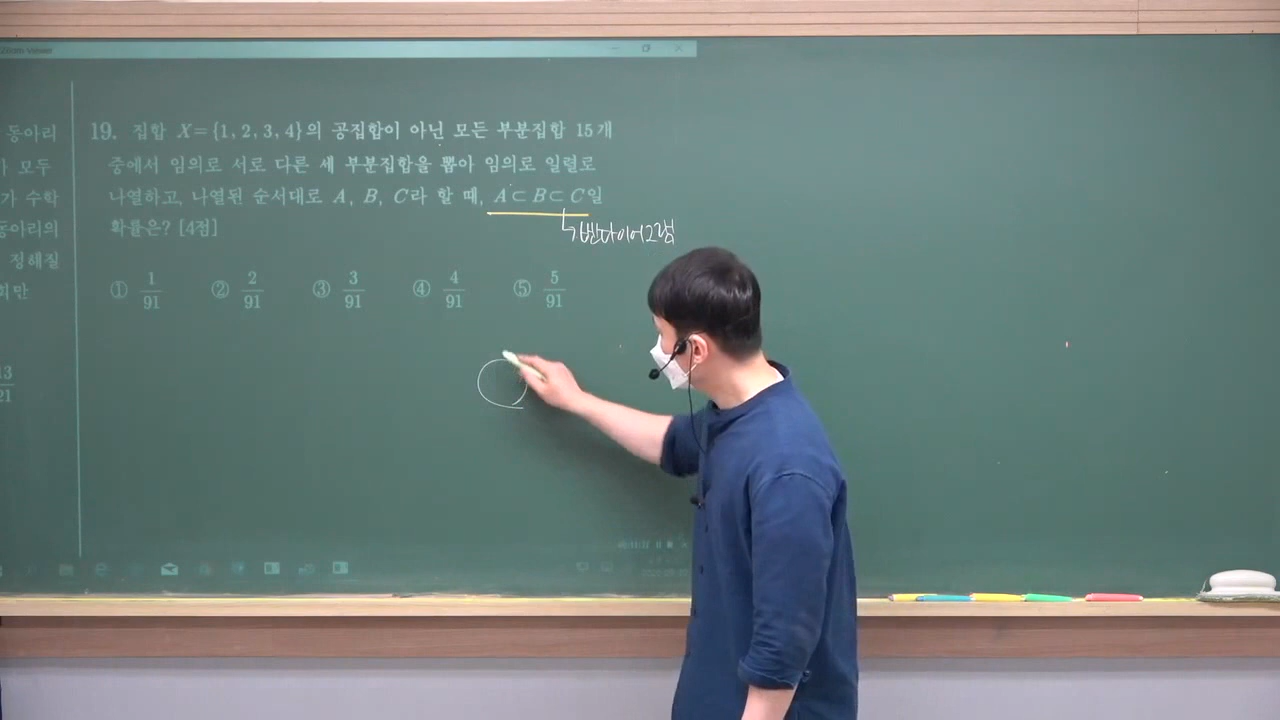 Zoom Viewer
동아리
가 모두
가 수학
동아리의
정해질
회만
13
21
19. 집합 X={1, 2, 3, 4}의 공집합이 아닌 모든 부분집합 15개
중에서 임의로 서로 다른 세 부분집합을 뽑아 임의로 일렬로
나열하고, 나열된 순서대로 A, B, C라 할 때, A⊂B⊂C일
확률은? [4점]
↳벤다이어그램
① 1/91 ② 2/91 ③ 3/91 ④ 4/91 ⑤ 5/91